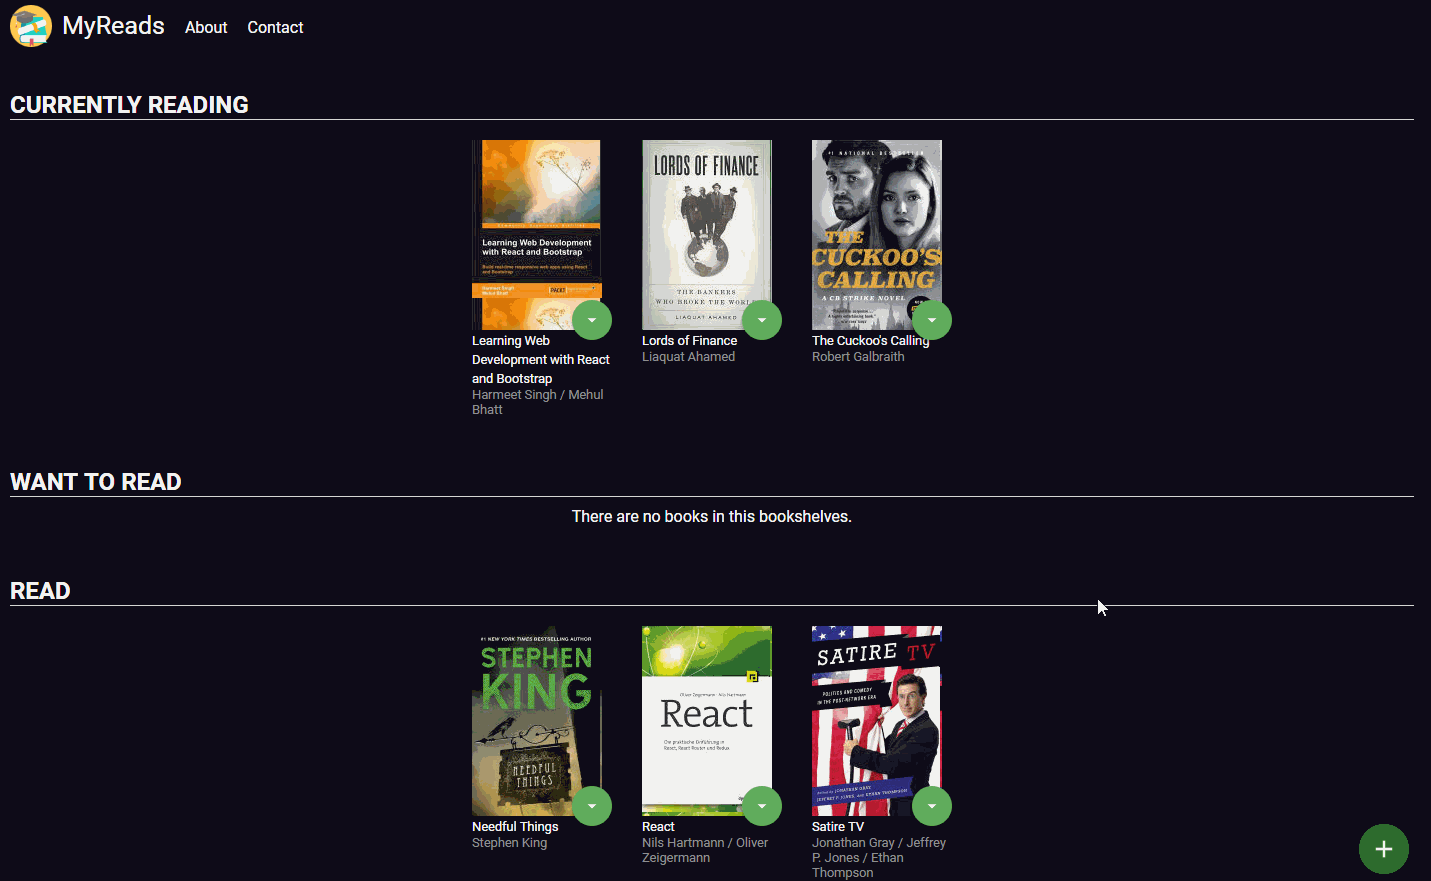 MyReads About Contact
CURRENTLY READING
Learning Web Development
with React and Bootstrap
Build real-time responsive web apps using React
and Bootstrap
Harmeet Singh
Mehul Bhatt
PACKT
LORDS OF FINANCE
THE BANKERS
WHO BROKE THE WORLD
LIAQUAT AHAMED
#1 NATIONAL BESTSELLER
THE
CUCKOO'S
CALLING
A CB STRIKE NOVEL
Learning Web
Development with React
and Bootstrap
Harmeet Singh / Mehul
Bhatt
Lords of Finance
Liaquat Ahamed
The Cuckoo's Calling
Robert Galbraith
WANT TO READ
There are no books in this bookshelves.
READ
#1 NEW YORK TIMES BESTSELLING AUTHOR
STEPHEN
KING
NEEDFUL
THINGS
Oliver Zeigermann · Nils Hartmann
React
Die praktische Einführung in
React, React Router und Redux
SATIRE TV
POLITICS AND COMEDY
IN THE POST-NETWORK ERA
Edited by JONATHAN GRAY,
JEFFREY P. JONES, AND ETHAN THOMPSON
Needful Things
Stephen King
React
Nils Hartmann / Oliver
Zeigermann
Satire TV
Jonathan Gray / Jeffrey
P. Jones / Ethan
Thompson